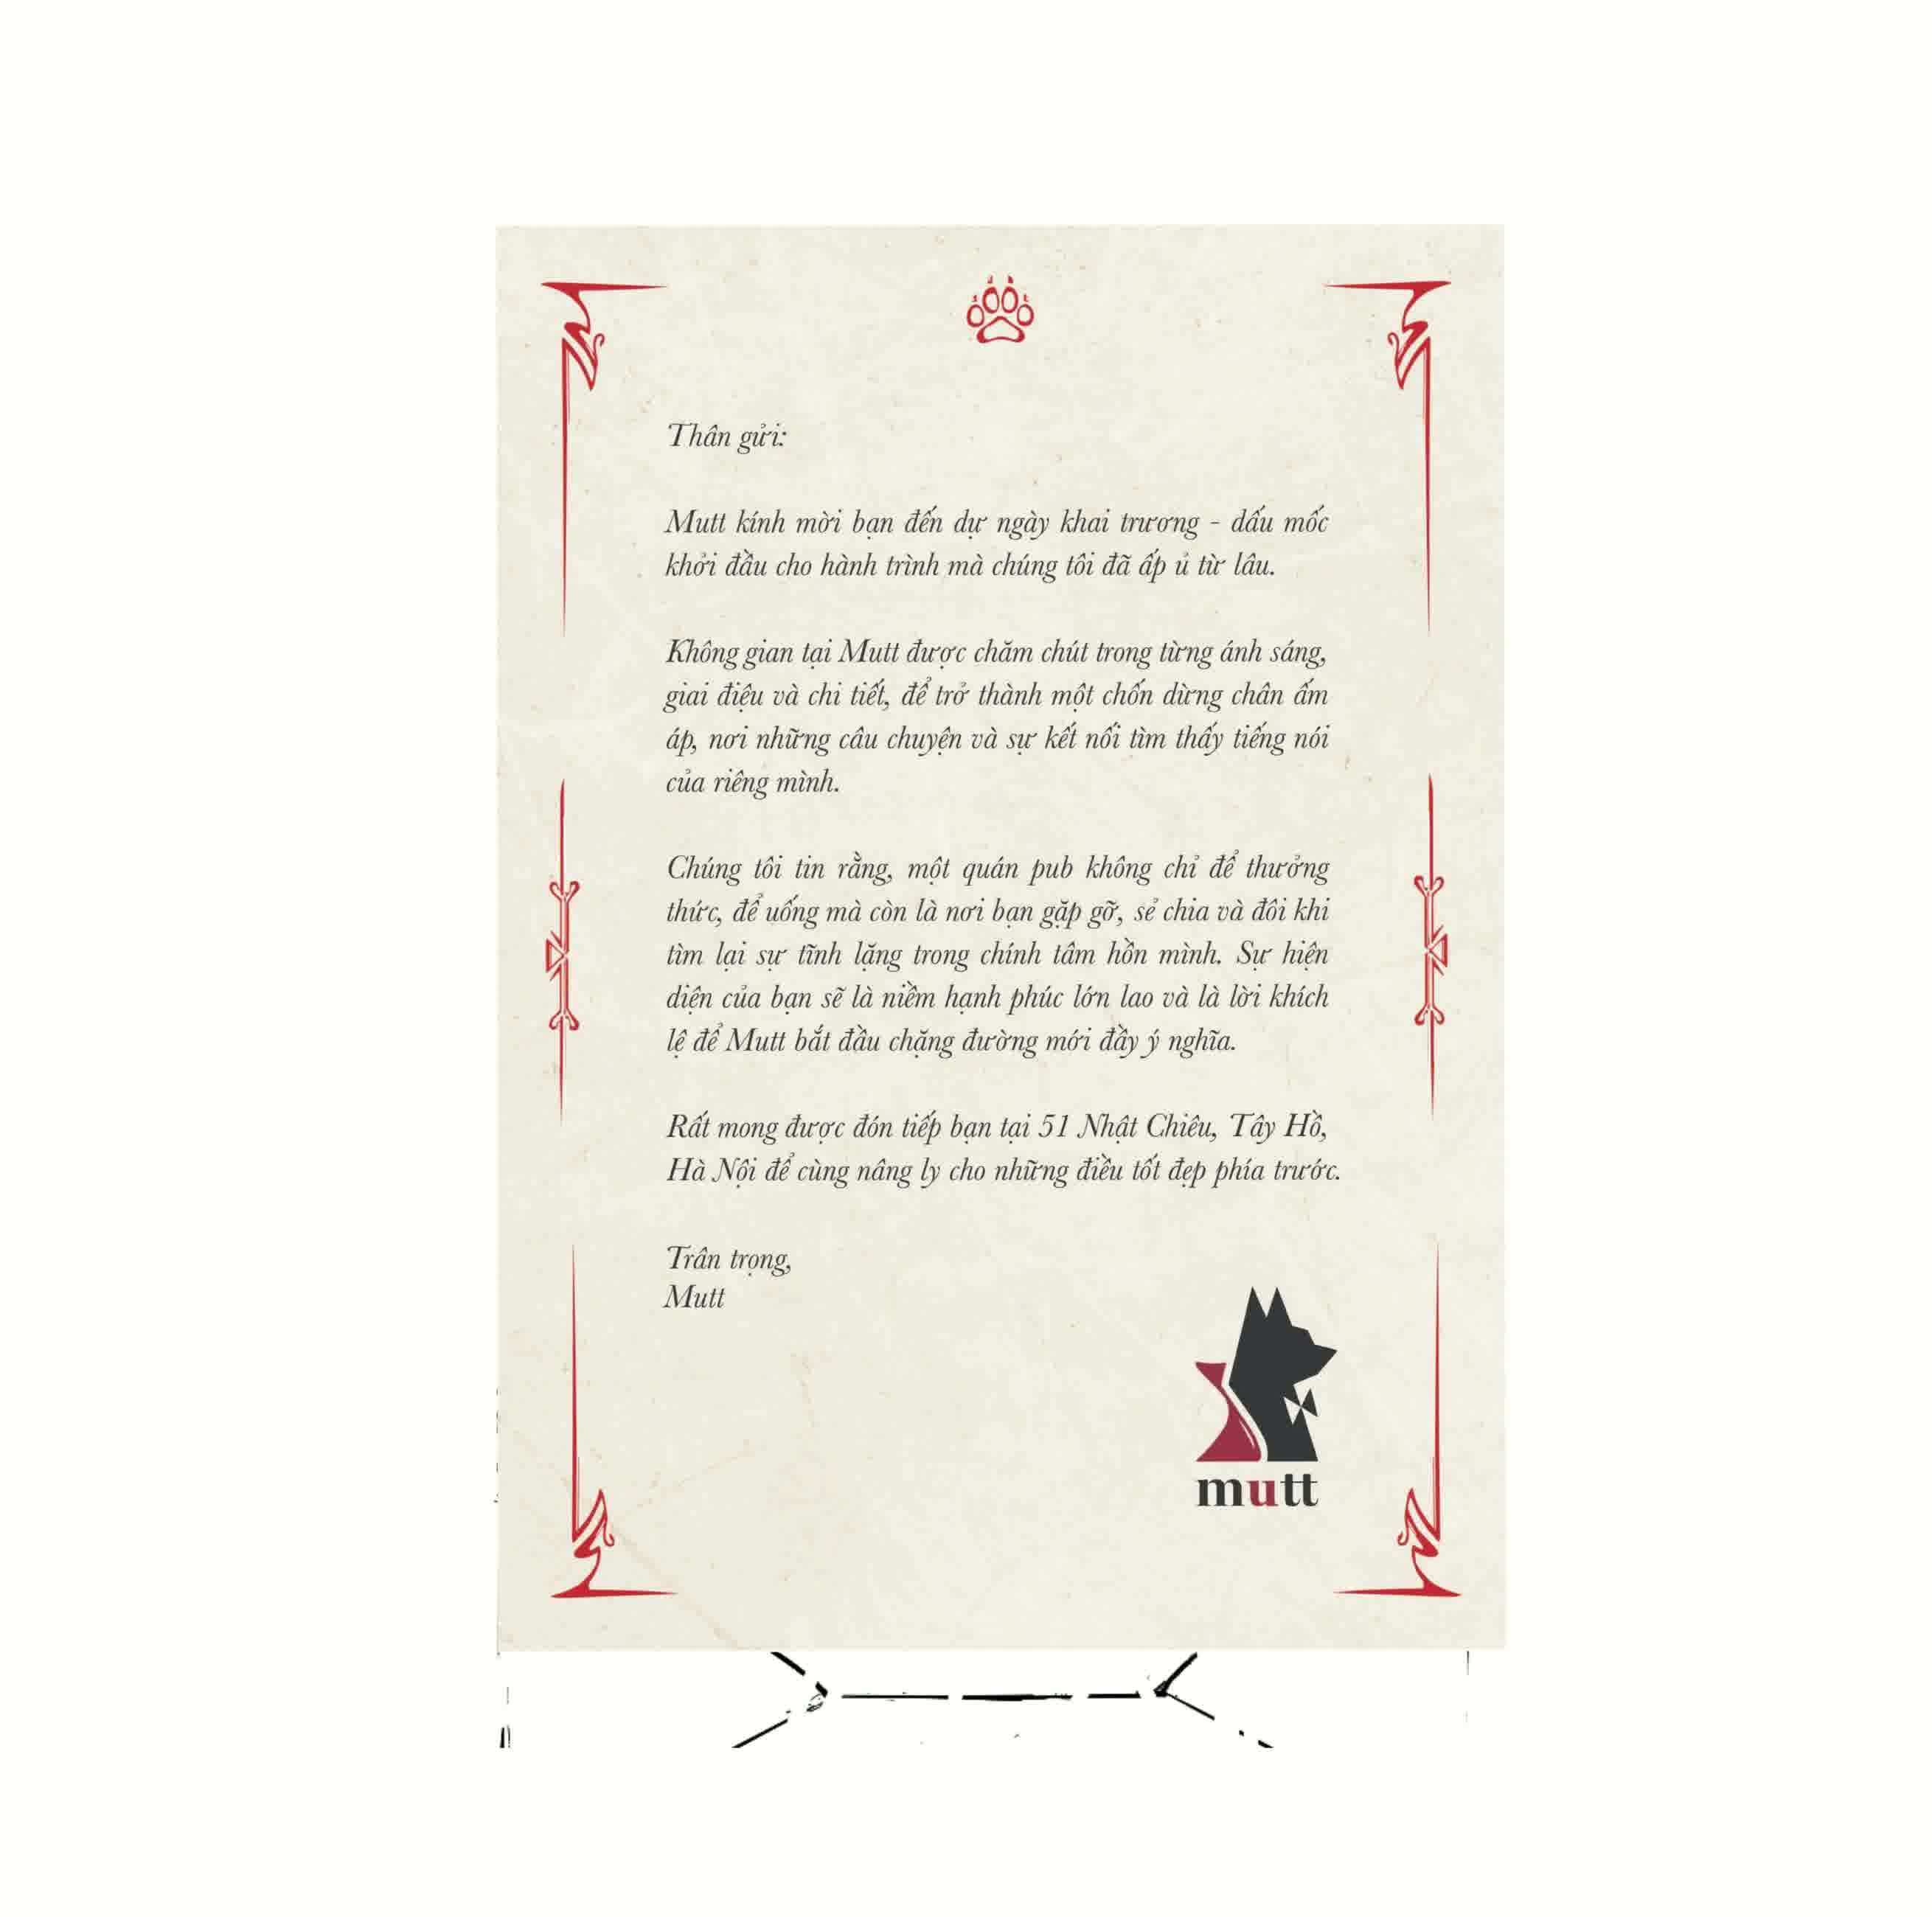 Thân gửi:
Mutt kính mời bạn đến dự ngày khai trương - dấu mốc
khởi đầu cho hành trình mà chúng tôi đã ấp ủ từ lâu.
Không gian tại Mutt được chăm chút trong từng ánh sáng,
giai điệu và chi tiết, để trở thành một chốn dừng chân ấm
áp, nơi những câu chuyện và sự kết nối tìm thấy tiếng nói
của riêng mình.
Chúng tôi tin rằng, một quán pub không chỉ để thưởng
thức, để uống mà còn là nơi bạn gặp gỡ, sẻ chia và đôi khi
tìm lại sự tĩnh lặng trong chính tâm hồn mình. Sự hiện
diện của bạn sẽ là niềm hạnh phúc lớn lao và là lời khích
lệ để Mutt bắt đầu chặng đường mới đầy ý nghĩa.
Rất mong được đón tiếp bạn tại 51 Nhật Chiêu, Tây Hồ,
Hà Nội để cùng nâng ly cho những điều tốt đẹp phía trước.
Trân trọng,
Mutt
mutt